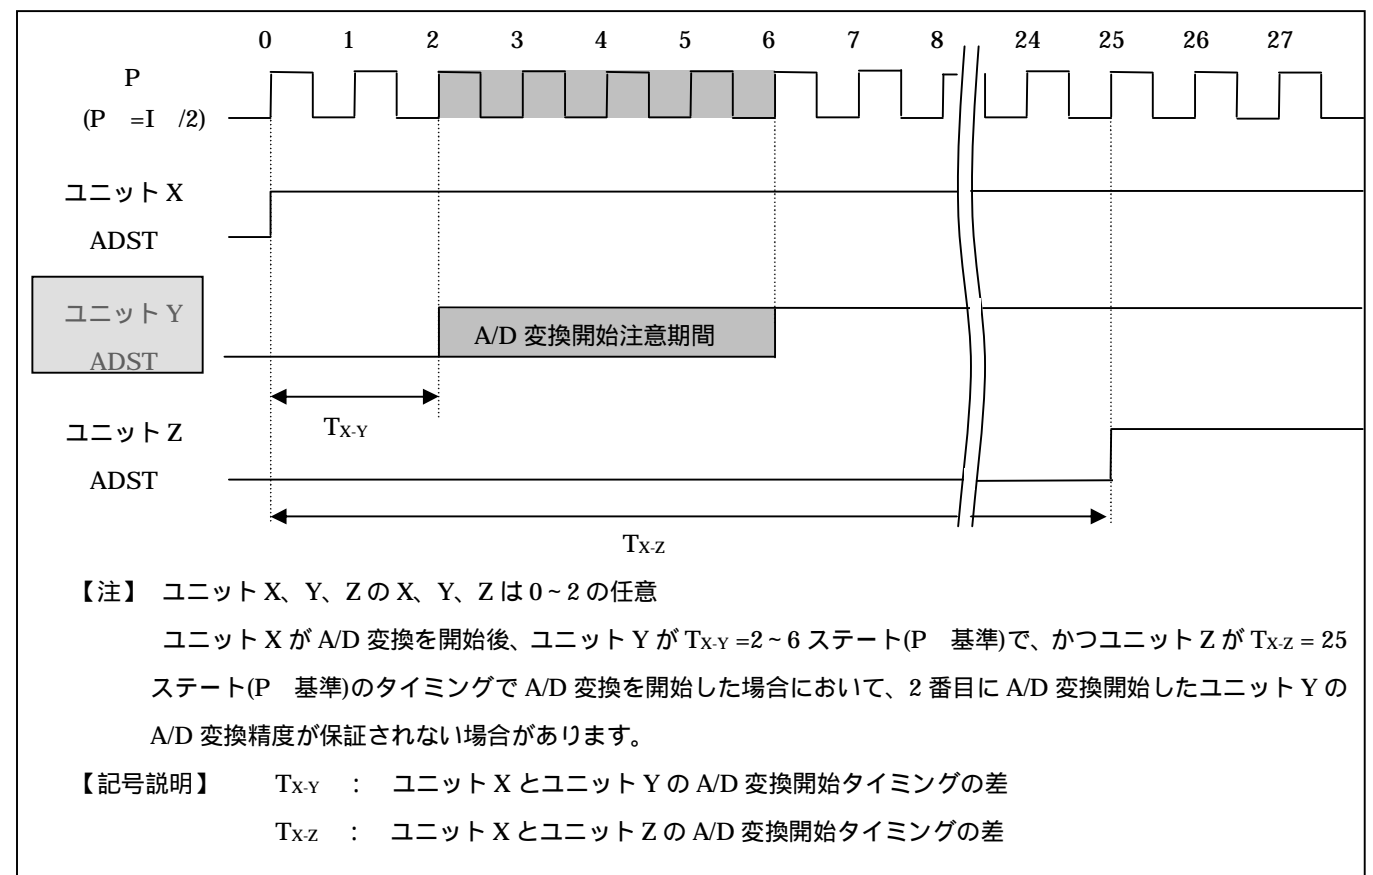 0 1 2 3 4 5 6 7 8 24 25 26 27
P
(P =I /2)
ユニット X
ADST
ユニット Y
A/D 変換開始注意期間
ADST
TX-Y
ユニット Z
ADST
TX-Z
【注】 ユニット X、Y、Z の X、Y、Z は 0~2 の任意
ユニット X が A/D 変換を開始後、ユニット Y が TX-Y =2~6 ステート(P 基準)で、かつユニット Z が TX-Z = 25
ステート(P 基準)のタイミングで A/D 変換を開始した場合において、2 番目に A/D 変換開始したユニット Y の
A/D 変換精度が保証されない場合があります。
【記号説明】 TX-Y : ユニット X とユニット Y の A/D 変換開始タイミングの差
TX-Z : ユニット X とユニット Z の A/D 変換開始タイミングの差